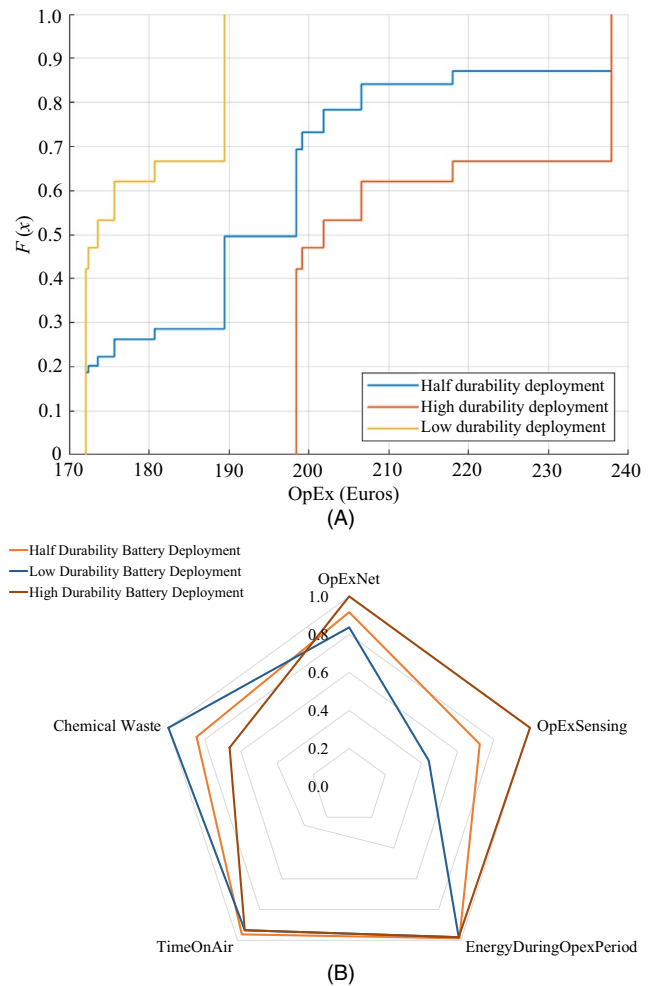 1.0
0.9
0.8
0.7
0.6
0.5
0.4
0.3
0.2
0.1
0
F (x)
Half durability deployment
High durability deployment
Low durability deployment
170 180 190 200 210 220 230 240
OpEx (Euros)
(A)
Half Durability Battery Deployment
Low Durability Battery Deployment
High Durability Battery Deployment
OpExNet
1.0
0.8
0.6
0.4
0.2
0.0
Chemical Waste
OpExSensing
TimeOnAir
EnergyDuringOpexPeriod
(B)